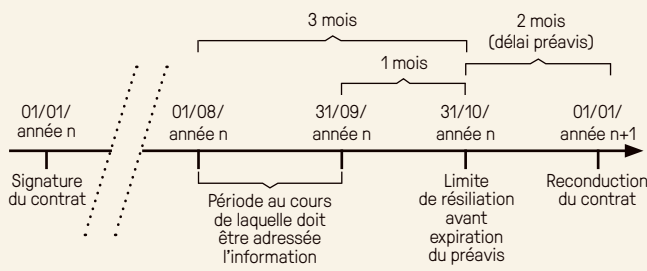 3 mois
2 mois
(délai préavis)
1 mois
01/01/
année n
01/08/
année n
31/09/
année n
31/10/
année n
01/01/
année n+1
Signature
du contrat
Période au cours
de laquelle doit
être adressée
l'information
Limite
de résiliation
avant
expiration
du préavis
Reconduction
du contrat